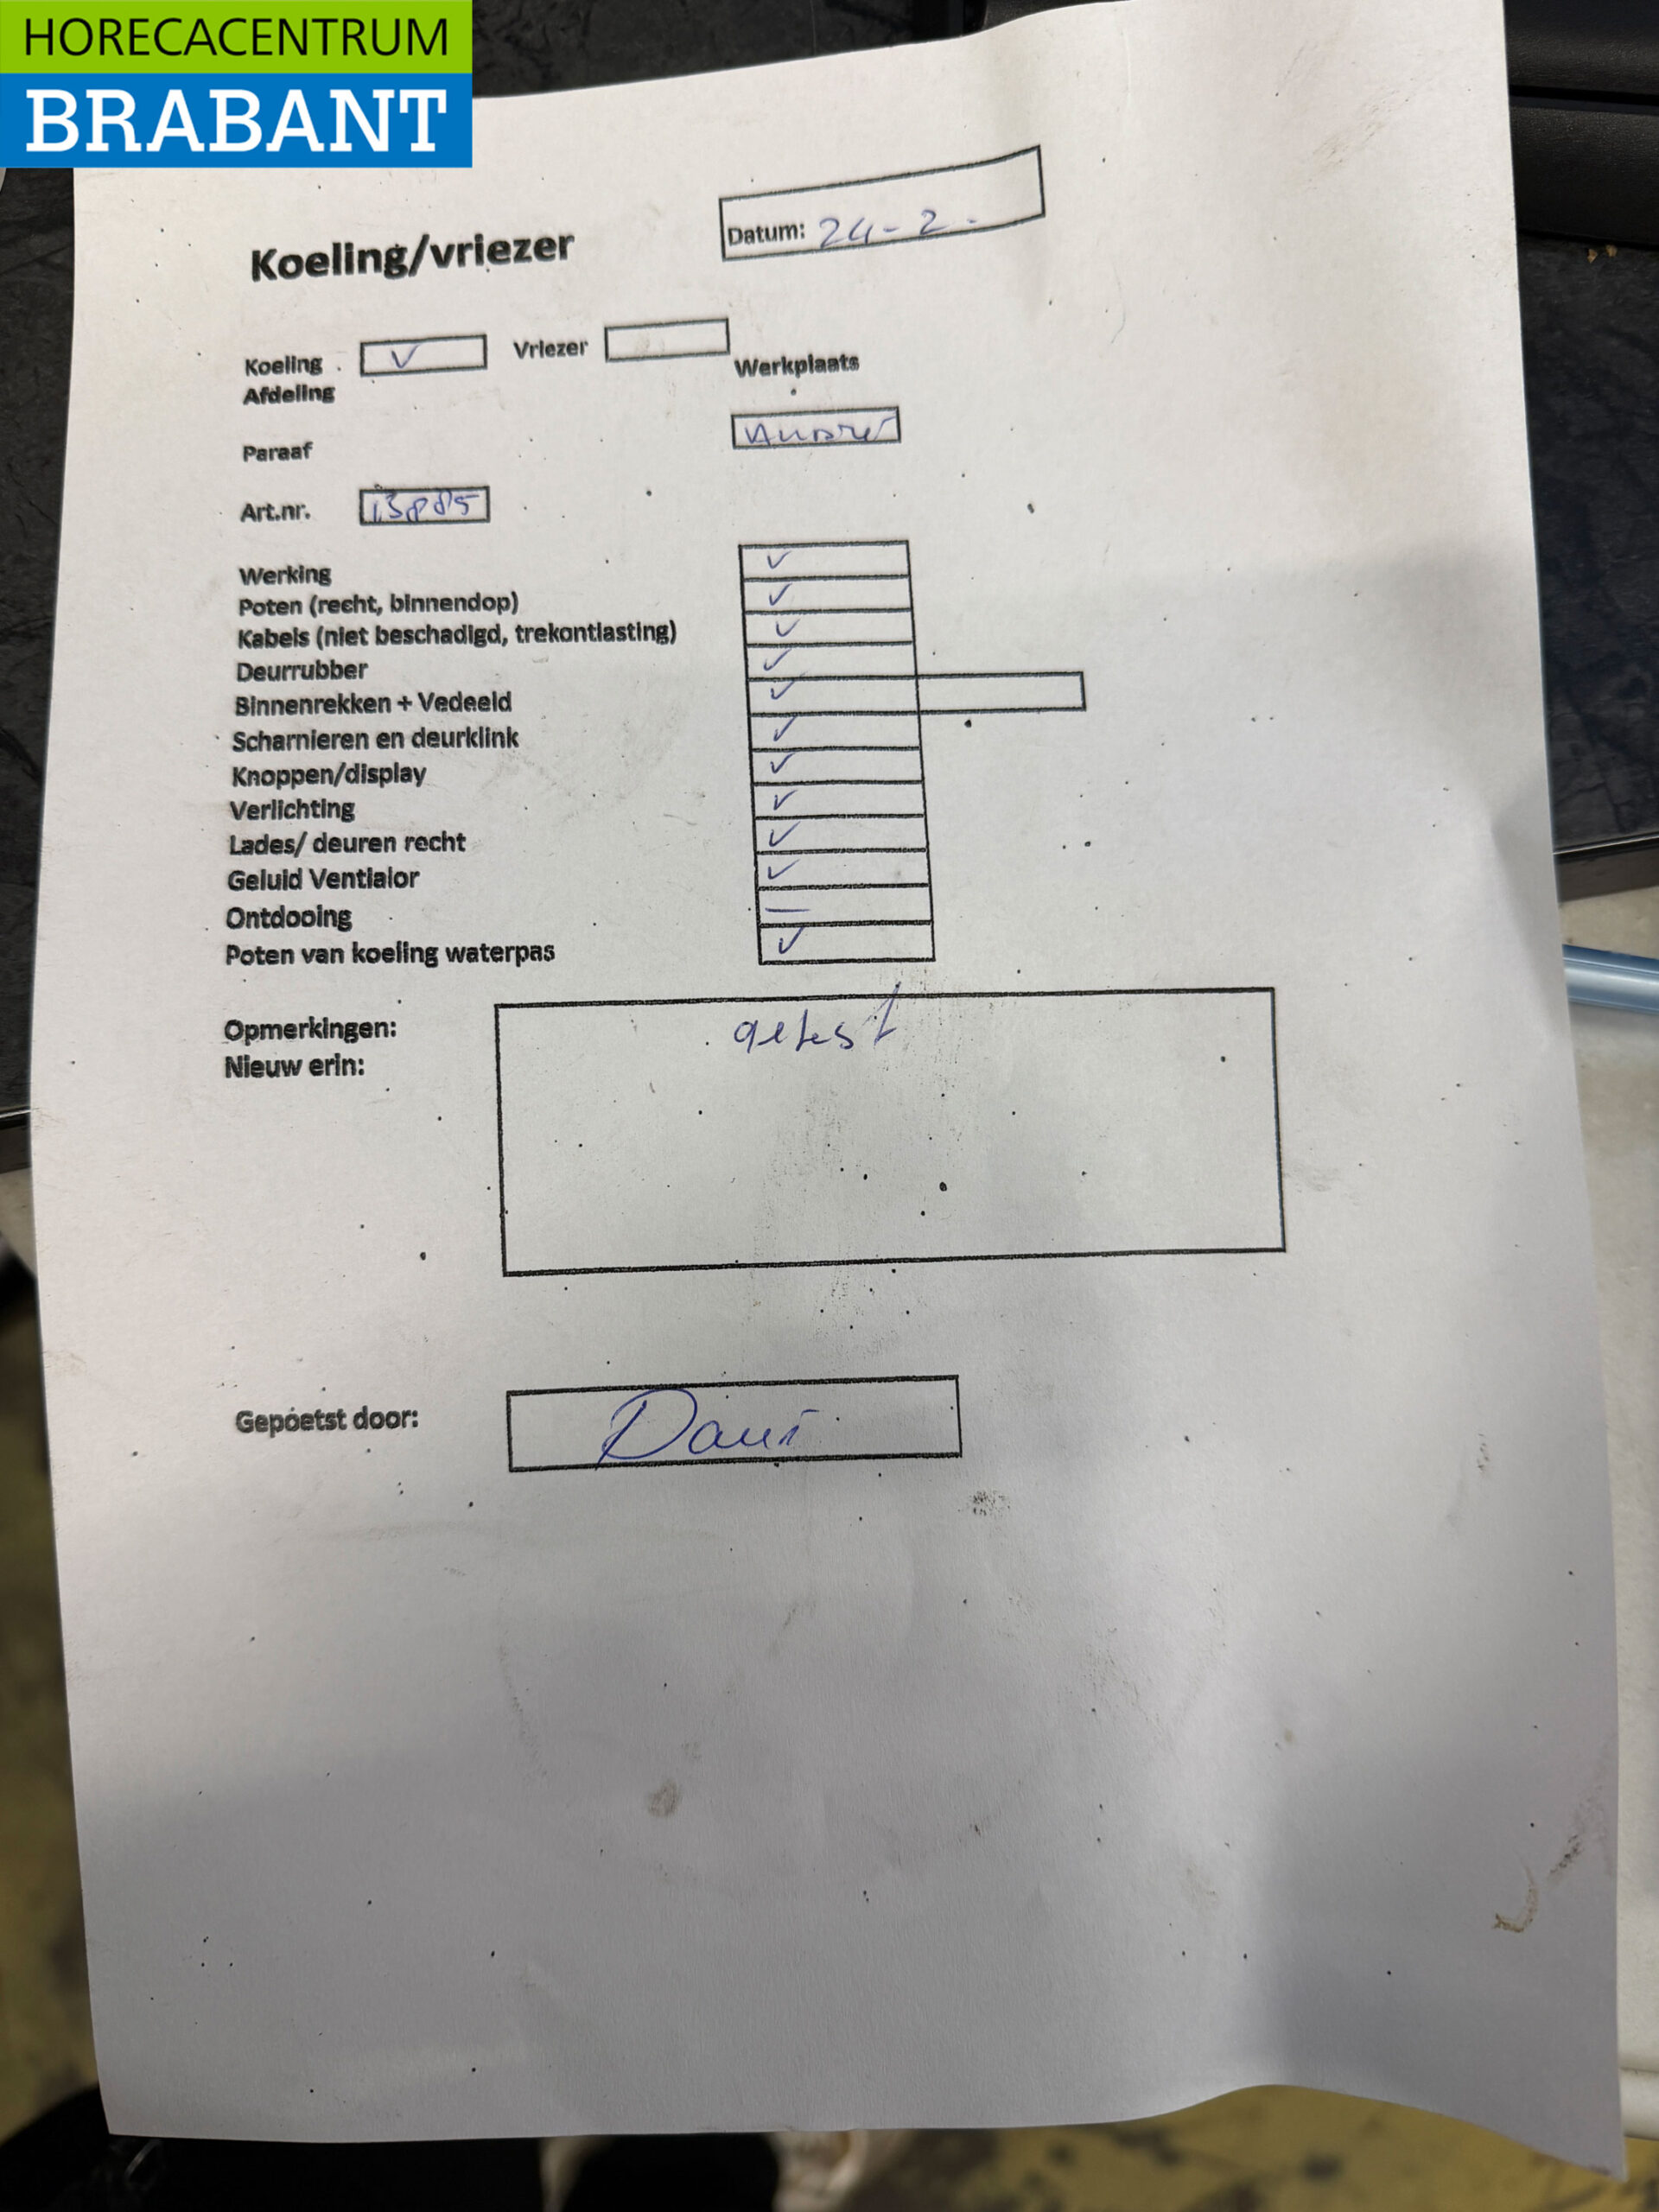 HORECACENTRUM
BRABANT
Koeling/vriezer
Datum: 24-2-
Koeling
Vriezer
Werkplaats
Afdeling
Paraaf
Art.nr. 13885
Werking
Poten (recht, binnendop)
Kabels (niet beschadigd, trekontlasting)
Deurrubber
Binnenrekken + Vedeeld
Scharnieren en deurklink
Knoppen/display
Verlichting
Lades/ deuren recht
Geluid Ventialor
Ontdooing
Poten van koeling waterpas
Opmerkingen: getest
Nieuw erin:
Gepoetst door: